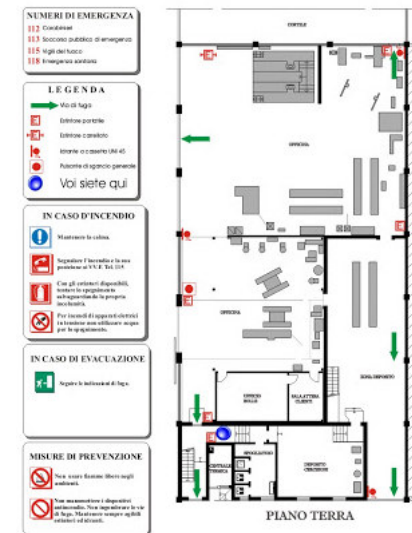 NUMERI DI EMERGENZA
112 Carabinieri
113 Soccorso pubblico di emergenza
115 Vigili del fuoco
118 Emergenza sanitaria
LEGENDA
Via di fuga
Estintore portatile
Estintore carrellato
Idrante a cassetta UNI 45
Pulsante di sgancio generale
Voi siete qui
IN CASO D'INCENDIO
Mantenere la calma.
Segnalare l'incendio e la sua
posizione ai VV.F. Tel. 115
Con gli estintori disponibili,
tentare lo spegnimento
salvaguardando la propria
incolumità.
Per incendi di apparati elettrici
in tensione non utilizzare acqua
per lo spegnimento.
IN CASO DI EVACUAZIONE
Seguire le indicazioni di fuga.
MISURE DI PREVENZIONE
Non usare fiamme libere negli
ambienti.
Non manomettere i dispositivi
antincendio. Non ingombrare le vie
di fuga. Mantenere sempre agibili
estintori ed idranti.
CORTILE
OFFICINA
OFFICINA
ZONA DEPOSITO
UFFICIO
BOLLE
SALA ATTESA
CLIENTI
CENTRALE
TERMICA
SPOGLIATOIO
DEPOSITO
PIANO TERRA